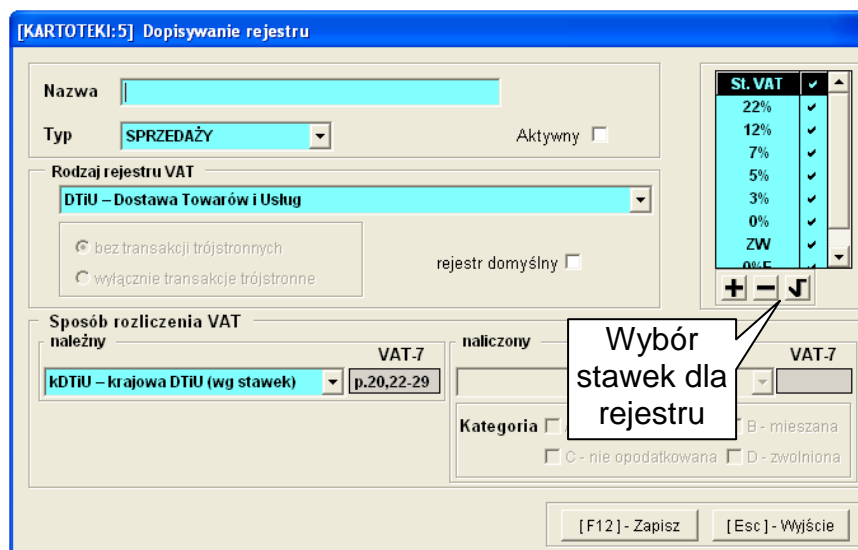 [KARTOTEKI:5] Dopisywanie rejestru
Nazwa
Typ SPRZEDAŻY Aktywny
Rodzaj rejestru VAT
DTiU – Dostawa Towarów i Usług
bez transakcji trójstronnych
wyłącznie transakcje trójstronne
rejestr domyślny
St. VAT
22%
12%
7%
5%
3%
0%
ZW
0%E
Sposób rozliczenia VAT
należny
VAT-7
kDTiU – krajowa DTiU (wg stawek) p.20,22-29
naliczony
VAT-7
Kategoria
B - mieszana
C - nie opodatkowana D - zwolniona
Wybór
stawek dla
rejestru
[F12] - Zapisz [Esc] - Wyjście